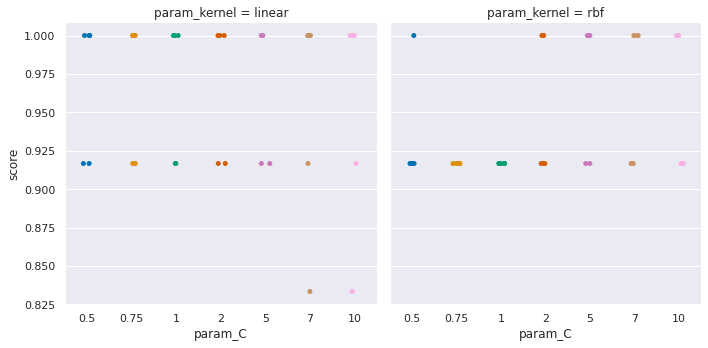 param_kernel = linear
param_kernel = rbf
1.000
0.975
0.950
0.925
0.900
0.875
0.850
0.825
score
0.5 0.75 1 2 5 7 10
0.5 0.75 1 2 5 7 10
param_C
param_C